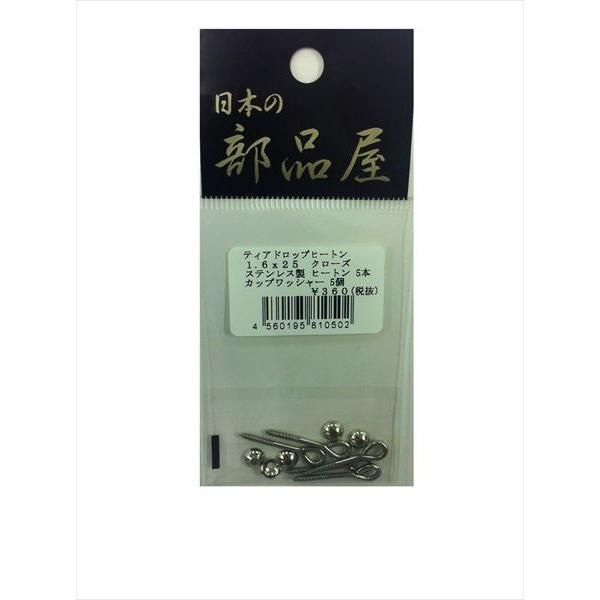 日本の
部品屋
ティアドロップヒートン
１.６ｘ２５　クローズ
ステンレス製 ヒートン 5本
カップワッシャー 5個
￥３６０(税抜)
4 560195 810502